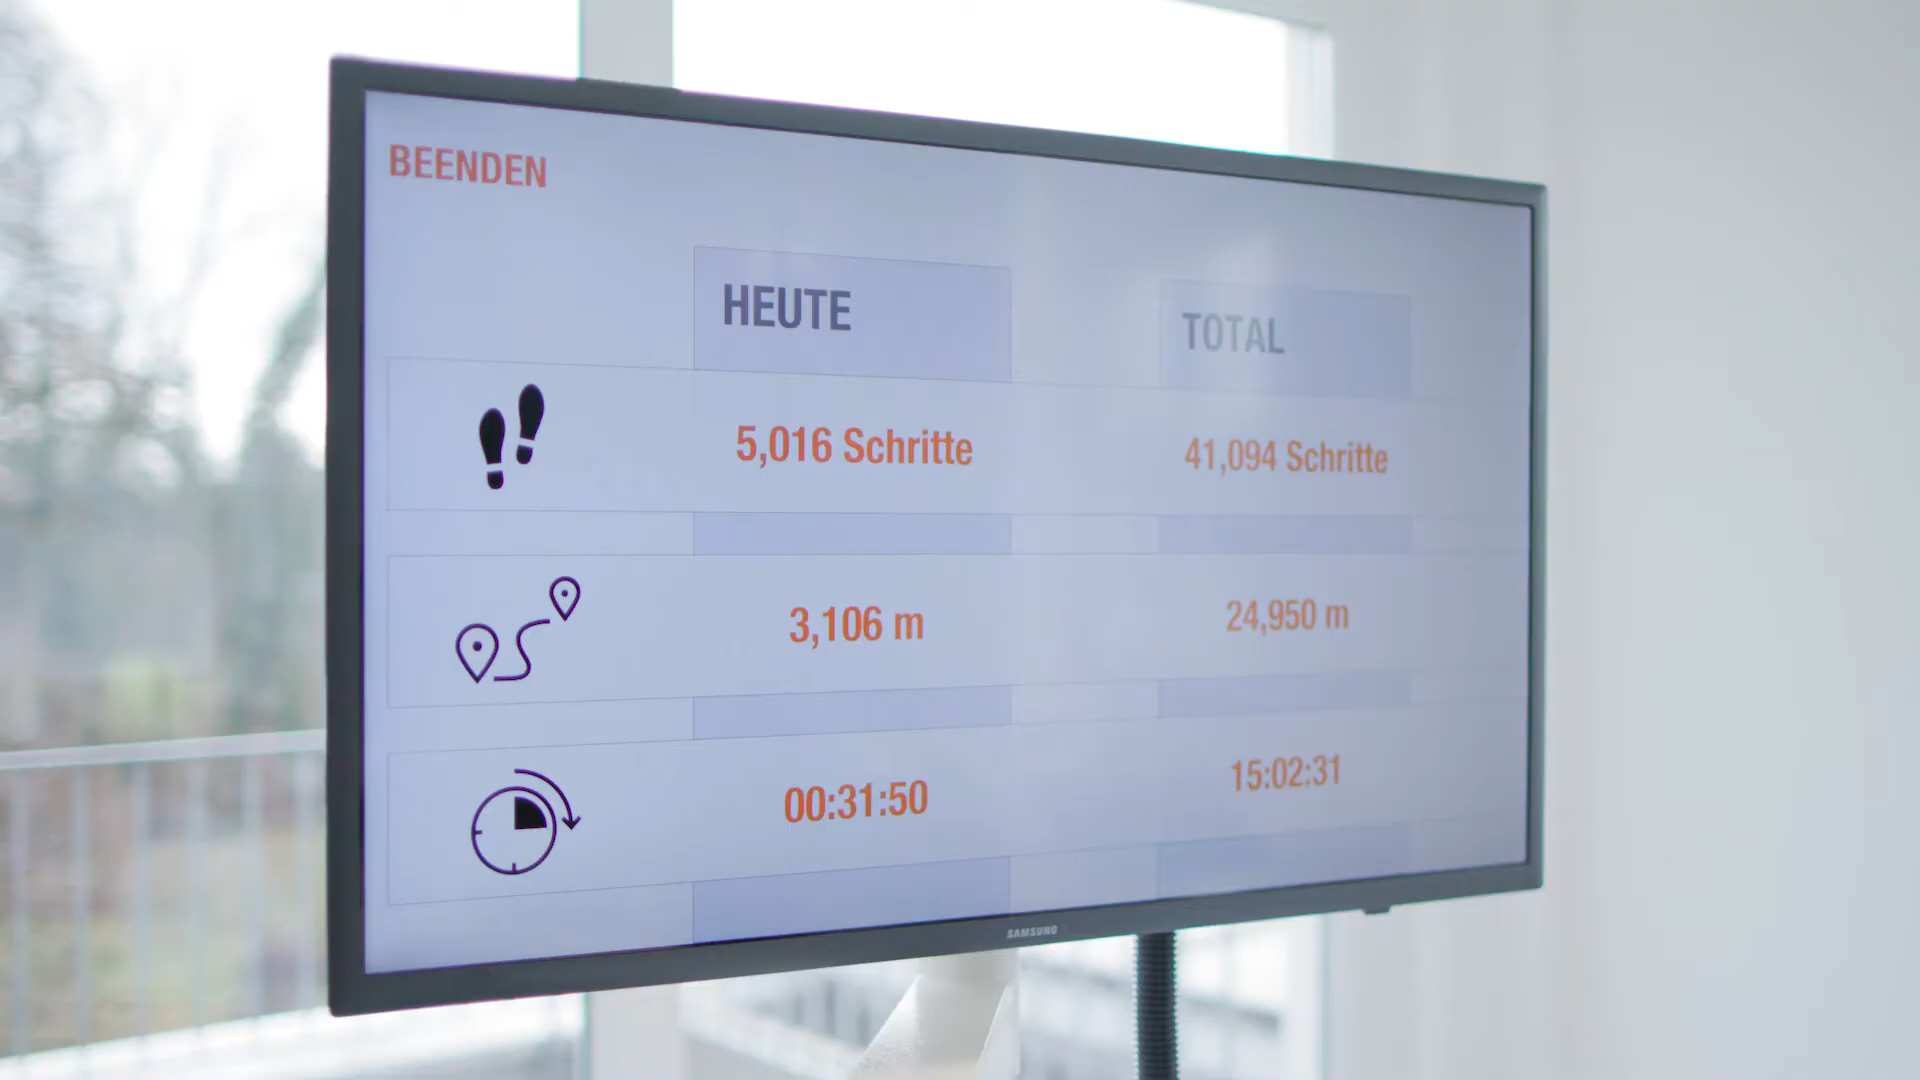 BEENDEN
HEUTE
TOTAL
5,016 Schritte
41,094 Schritte
3,106 m
24,950 m
00:31:50
15:02:31
SAMSUNG